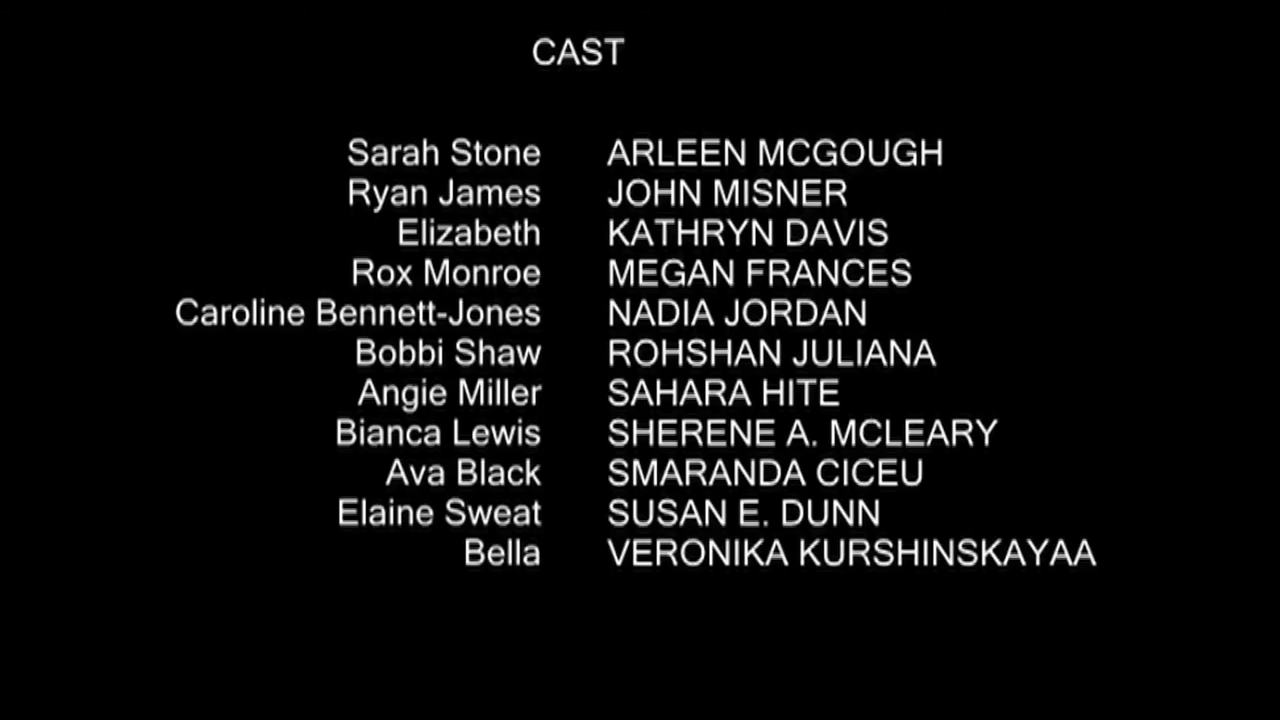 CAST
Sarah Stone ARLEEN MCGOUGH
Ryan James JOHN MISNER
Elizabeth KATHRYN DAVIS
Rox Monroe MEGAN FRANCES
Caroline Bennett-Jones NADIA JORDAN
Bobbi Shaw ROHSHAN JULIANA
Angie Miller SAHARA HITE
Bianca Lewis SHERENE A. MCLEARY
Ava Black SMARANDA CICEU
Elaine Sweat SUSAN E. DUNN
Bella VERONIKA KURSHINSKAYAA